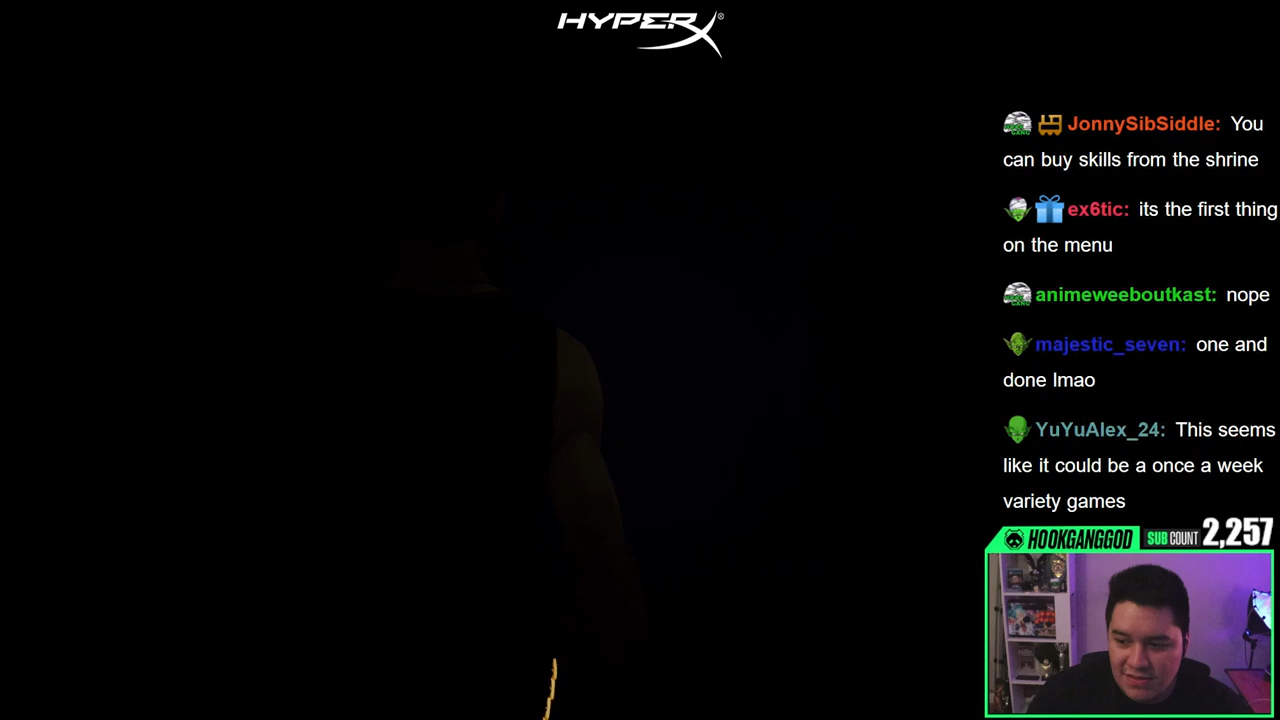 HYPERX®
JonnySibSiddle: You
can buy skills from the shrine
ex6tic: its the first thing
on the menu
animeweeboutkast: nope
majestic_seven: one and
done lmao
YuYuAlex_24: This seems
like it could be a once a week
variety games
HOOKGANGGOD SUB COUNT 2,257